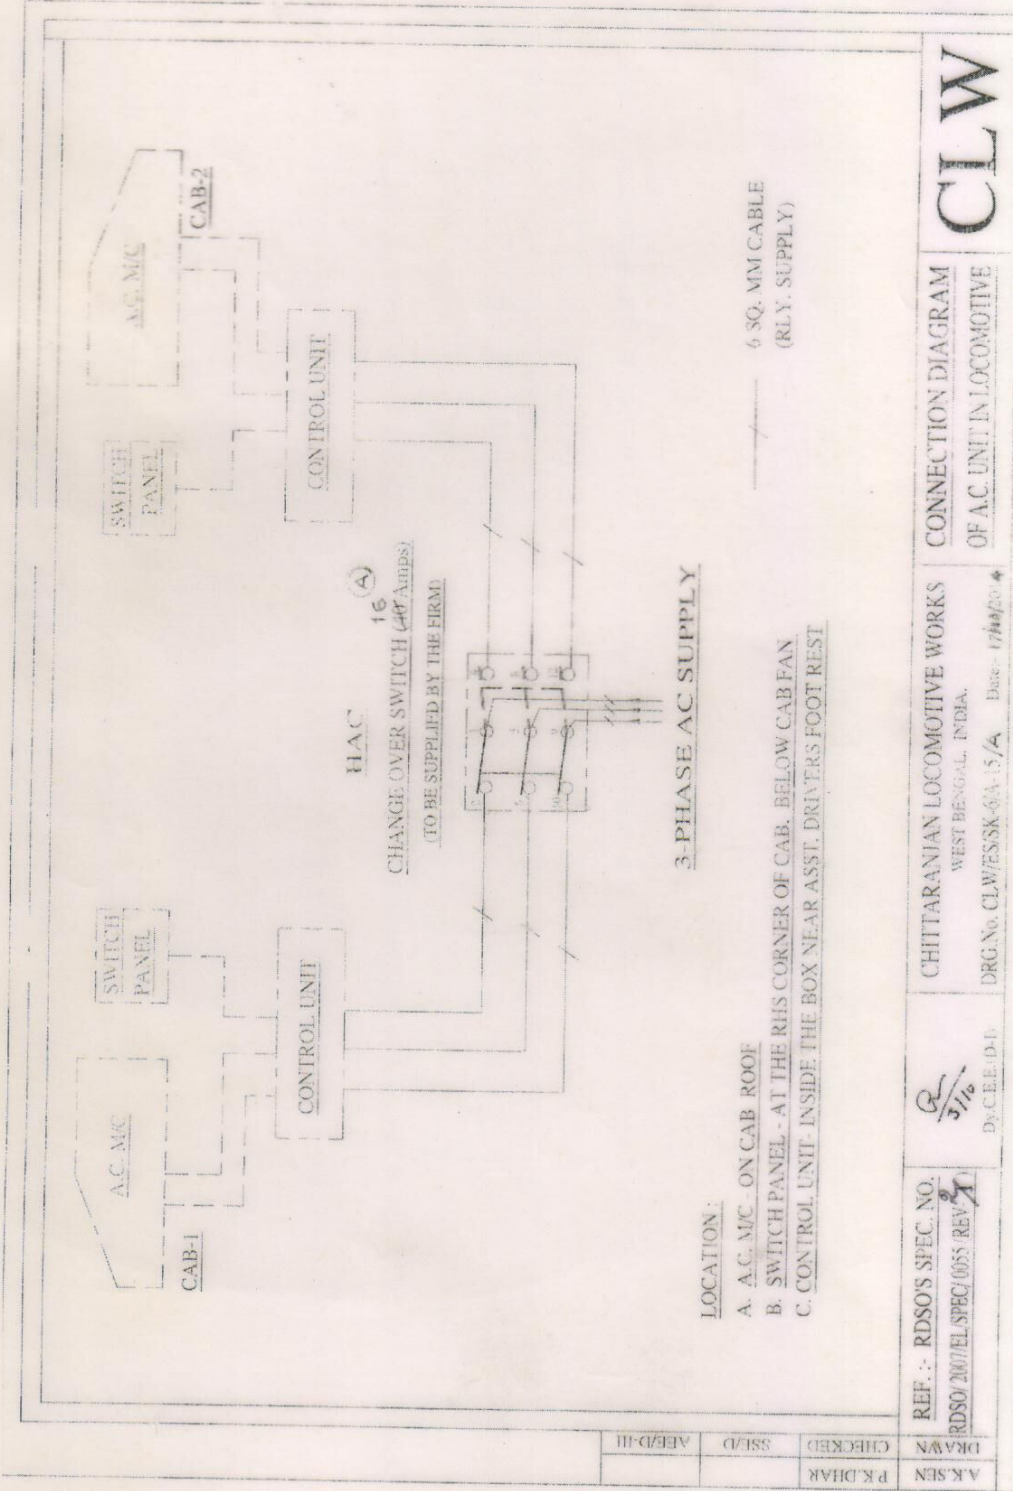 A.C. M/C
CAB-1
SWITCH
PANEL
CONTROL UNIT
HAC
16 (A)
CHANGE OVER SWITCH (40 Amps)
(TO BE SUPPLIED BY THE FIRM)
SWITCH
PANEL
A.C. M/C
CAB-2
CONTROL UNIT
3-PHASE AC SUPPLY
6 SQ. MM CABLE
(RLY. SUPPLY)
LOCATION :
A. A.C. M/C - ON CAB ROOF
B. SWITCH PANEL - AT THE RHS CORNER OF CAB. BELOW CAB FAN
C. CONTROL UNIT- INSIDE THE BOX NEAR ASST. DRIVERS FOOT REST
REF. :- RDSO'S SPEC. NO.
RDSO/2007/EL/SPEC/0055 (REV
3/10
Dy.C.E.E/D-I.
CHITTARANJAN LOCOMOTIVE WORKS
WEST BENGAL, INDIA.
DRG.No. CLW/ES/SK-6/A-15/A Date:-
CONNECTION DIAGRAM
OF A.C. UNIT IN LOCOMOTIVE
CLW
A.K.SEN DRAWN
P.K.DHAR CHECKED
SSE/D
AEE/D-III